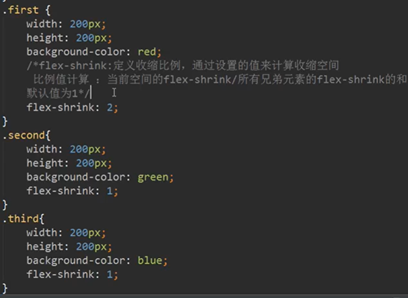 .first {
width: 200px;
height: 200px;
background-color: red;
/*flex-shrink:定义收缩比例，通过设置的值来计算收缩空间
比例值计算 ：当前空间的flex-shrink/所有兄弟元素的flex-shrink的和
默认值为1*/
flex-shrink: 2;
}
.second{
width: 200px;
height: 200px;
background-color: green;
flex-shrink: 1;
}
.third{
width: 200px;
height: 200px;
background-color: blue;
flex-shrink: 1;
}